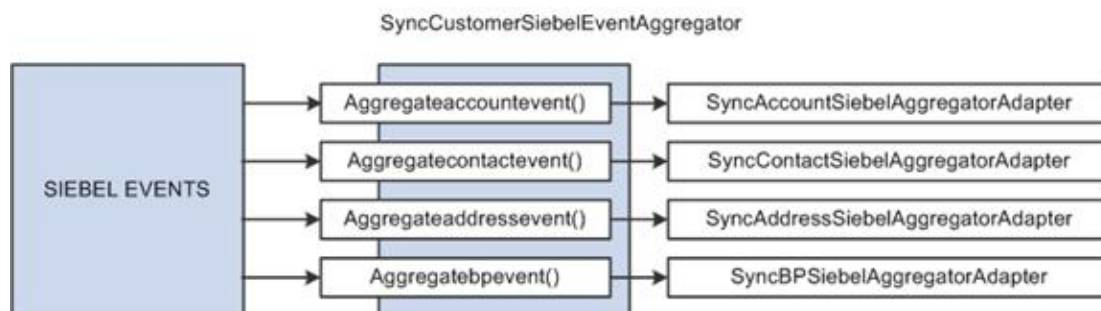 SyncCustomerSiebelEventAggregator
SIEBEL EVENTS
Aggregateaccountevent()
SyncAccountSiebelAggregatorAdapter
Aggregatecontactevent()
SyncContactSiebelAggregatorAdapter
Aggregateaddressevent()
SyncAddressSiebelAggregatorAdapter
Aggregatebpevent()
SyncBPSiebelAggregatorAdapter